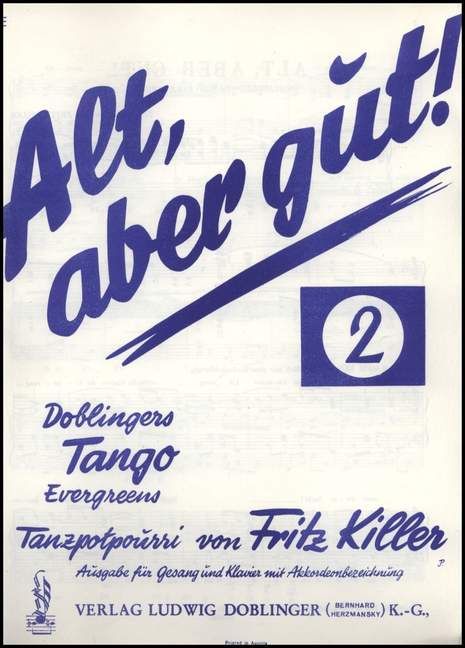 Alt,
aber gut!
2
Doblingers
Tango
Evergreens
Tanzpotpourri von Fritz Killer
Ausgabe für Gesang und Klavier mit Akkordeonbezeichnung
VERLAG LUDWIG DOBLINGER (BERNHARD HERZMANSKY) K.-G.,
Printed in Austria